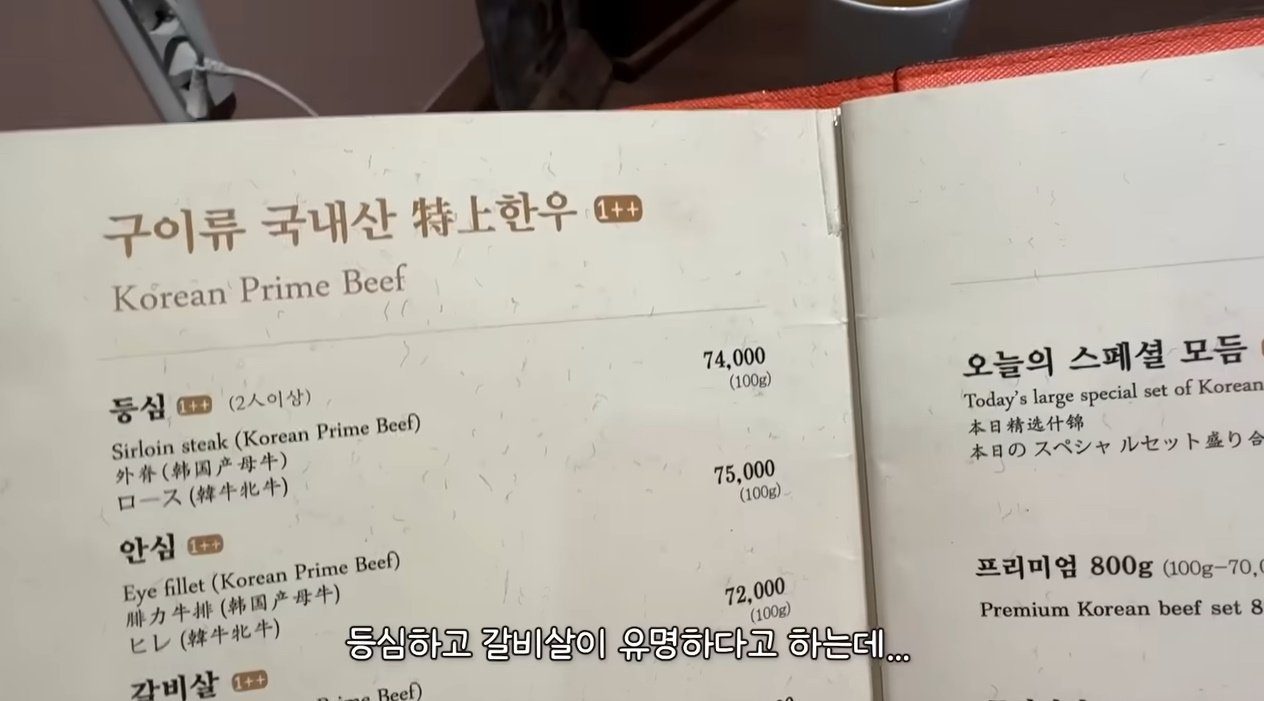 구이류 국내산 特上한우 1++
Korean Prime Beef
74,000
(100g)
등심 1++ (2人이상)
Sirloin steak (Korean Prime Beef)
外脊 (韩国产母牛)
ロース (韓牛牝牛)
75,000
(100g)
안심 1++
Eye fillet (Korean Prime Beef)
腓力牛排 (韩国产母牛)
ヒレ (韓牛牝牛)
72,000
(100g)
갈비살 1++
Beef)
오늘의 스페셜 모듬
Today's large special set of Korean
本日精选什锦
本日の スペシャルセット盛り合
프리미엄 800g (100g-70,0
Premium Korean beef set 8
등심하고 갈비살이 유명하다고 하는데...